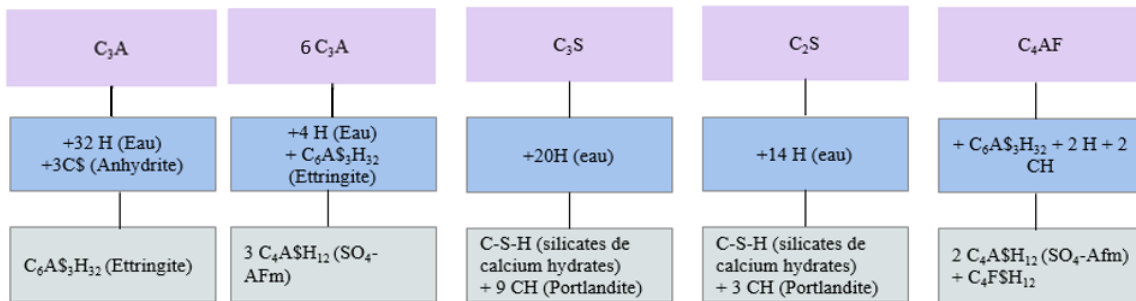 C₃A
+32 H (Eau)
+3C$ (Anhydrite)
C₆A$₃H₃₂ (Ettringite)
6 C₃A
+4 H (Eau)
+ C₆A$₃H₃₂
(Ettringite)
3 C₄A$H₁₂ (SO₄-
AFm)
C₃S
+20H (eau)
C-S-H (silicates de
calcium hydrates)
+ 9 CH (Portlandite)
C₂S
+14 H (eau)
C-S-H (silicates de
calcium hydrates)
+ 3 CH (Portlandite)
C₄AF
+ C₆A$₃H₃₂ + 2 H + 2
CH
2 C₄A$H₁₂ (SO₄-Afm)
+ C₄F$H₁₂